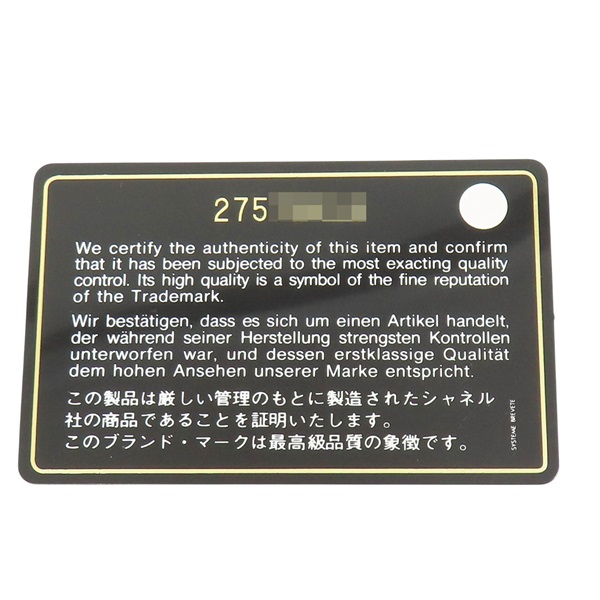 275
We certify the authenticity of this item and confirm
that it has been subjected to the most exacting quality
control. Its high quality is a symbol of the fine reputation
of the Trademark.
Wir bestätigen, dass es sich um einen Artikel handelt,
der während seiner Herstellung strengsten Kontrollen
unterworfen war, und dessen erstklassige Qualität
dem hohen Ansehen unserer Marke entspricht.
この製品は厳しい管理のもとに製造されたシャネル
社の商品であることを証明いたします。
このブランド・マークは最高級品質の象徴です。
SYSTEME BREVETE